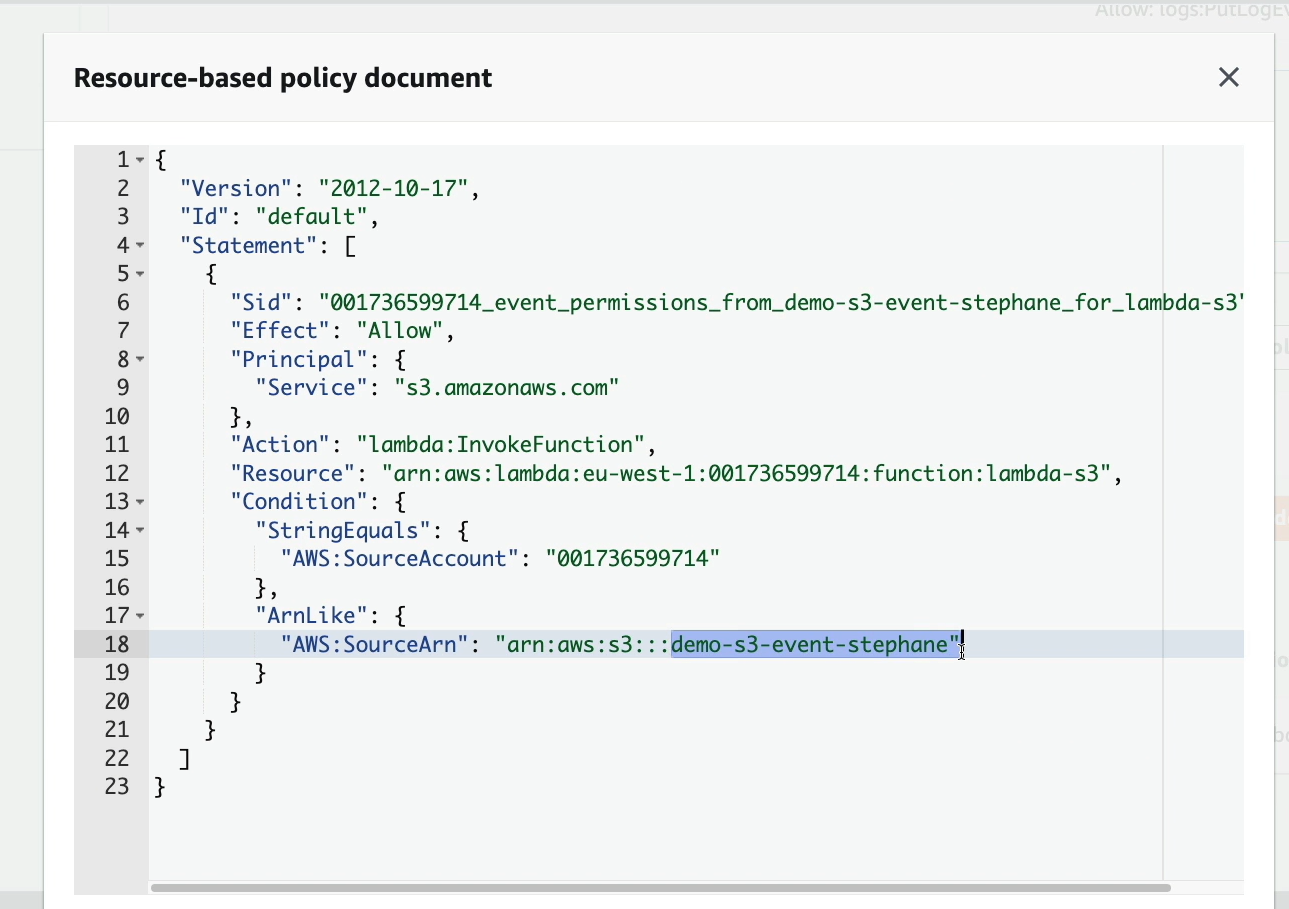 Allow: logs:PutLogEv
Resource-based policy document
1 {
2 "Version": "2012-10-17",
3 "Id": "default",
4 "Statement": [
5 {
6 "Sid": "001736599714_event_permissions_from_demo-s3-event-stephane_for_lambda-s3"
7 "Effect": "Allow",
8 "Principal": {
9 "Service": "s3.amazonaws.com"
10 },
11 "Action": "lambda:InvokeFunction",
12 "Resource": "arn:aws:lambda:eu-west-1:001736599714:function:lambda-s3",
13 "Condition": {
14 "StringEquals": {
15 "AWS:SourceAccount": "001736599714"
16 },
17 "ArnLike": {
18 "AWS:SourceArn": "arn:aws:s3:::demo-s3-event-stephane"
19 }
20 }
21 }
22 ]
23 }